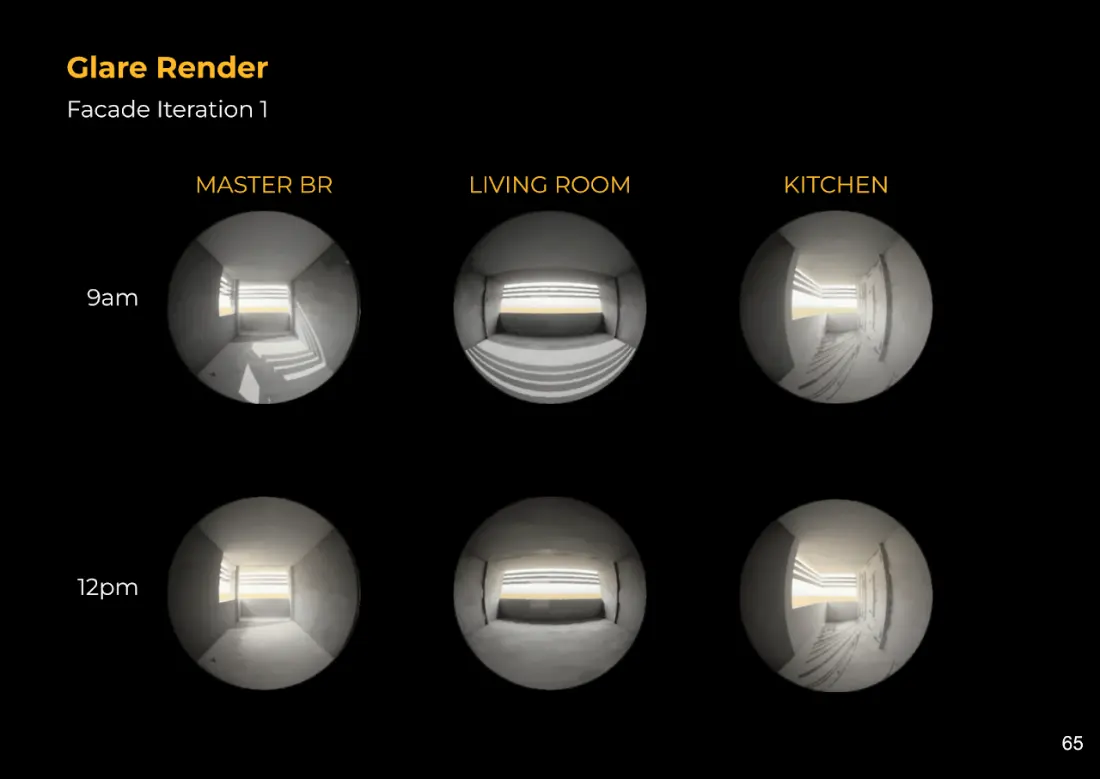 Glare Render
Facade Iteration 1
MASTER BR
LIVING ROOM
KITCHEN
9am
12pm
65